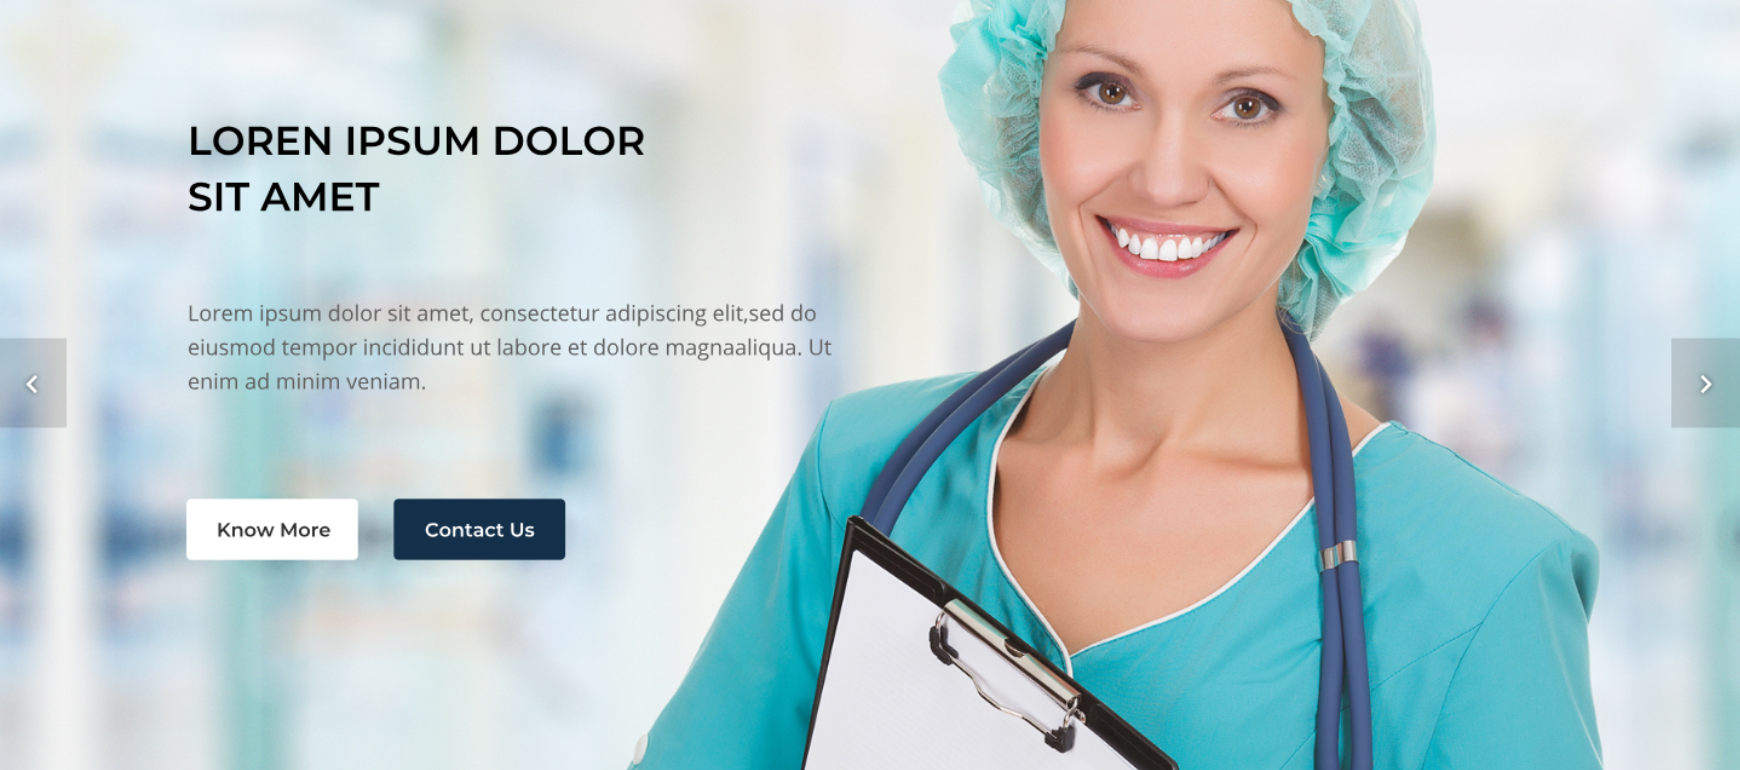 LOREN IPSUM DOLOR
SIT AMET
Lorem ipsum dolor sit amet, consectetur adipiscing elit,sed do
eiusmod tempor incididunt ut labore et dolore magnaaliqua. Ut
enim ad minim veniam.
Know More
Contact Us